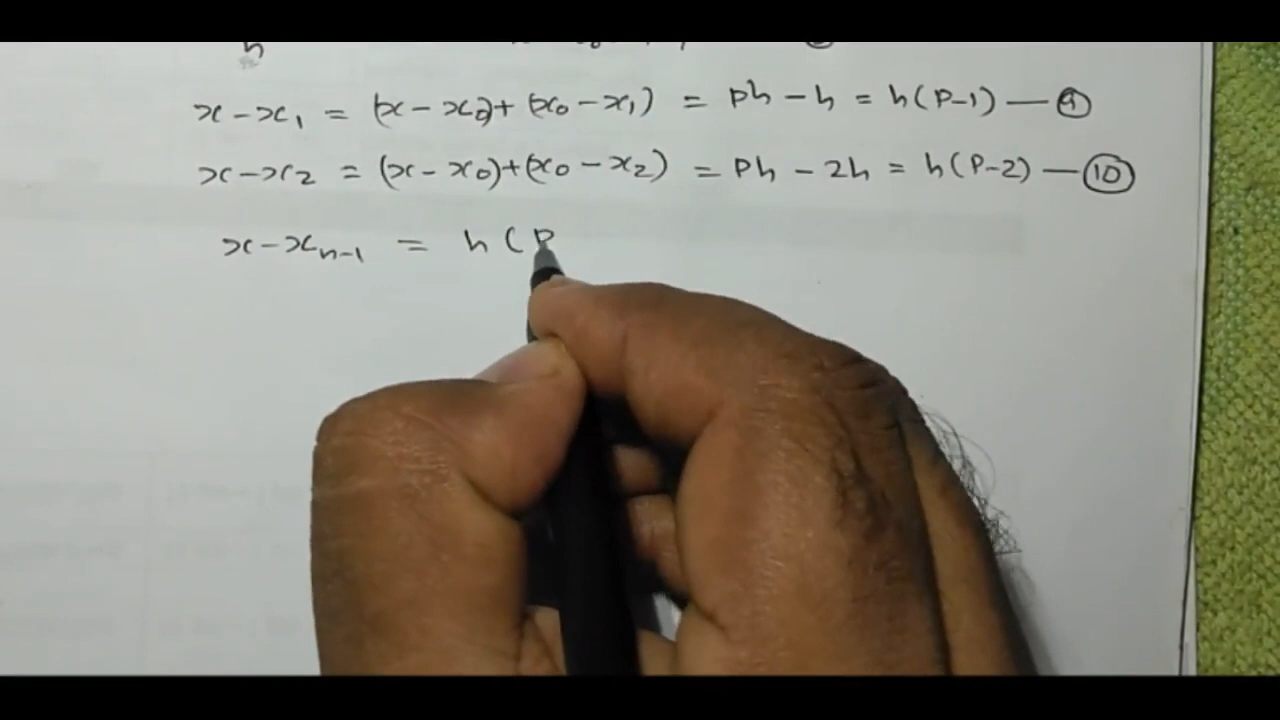 h
x - x₁ = (x - x₀) + (x₀ - x₁) = Ph - h = h(P-1) — ⑨
x - x₂ = (x - x₀) + (x₀ - x₂) = Ph - 2h = h(P-2) — ⑩
x - xₙ₋₁ = h (P